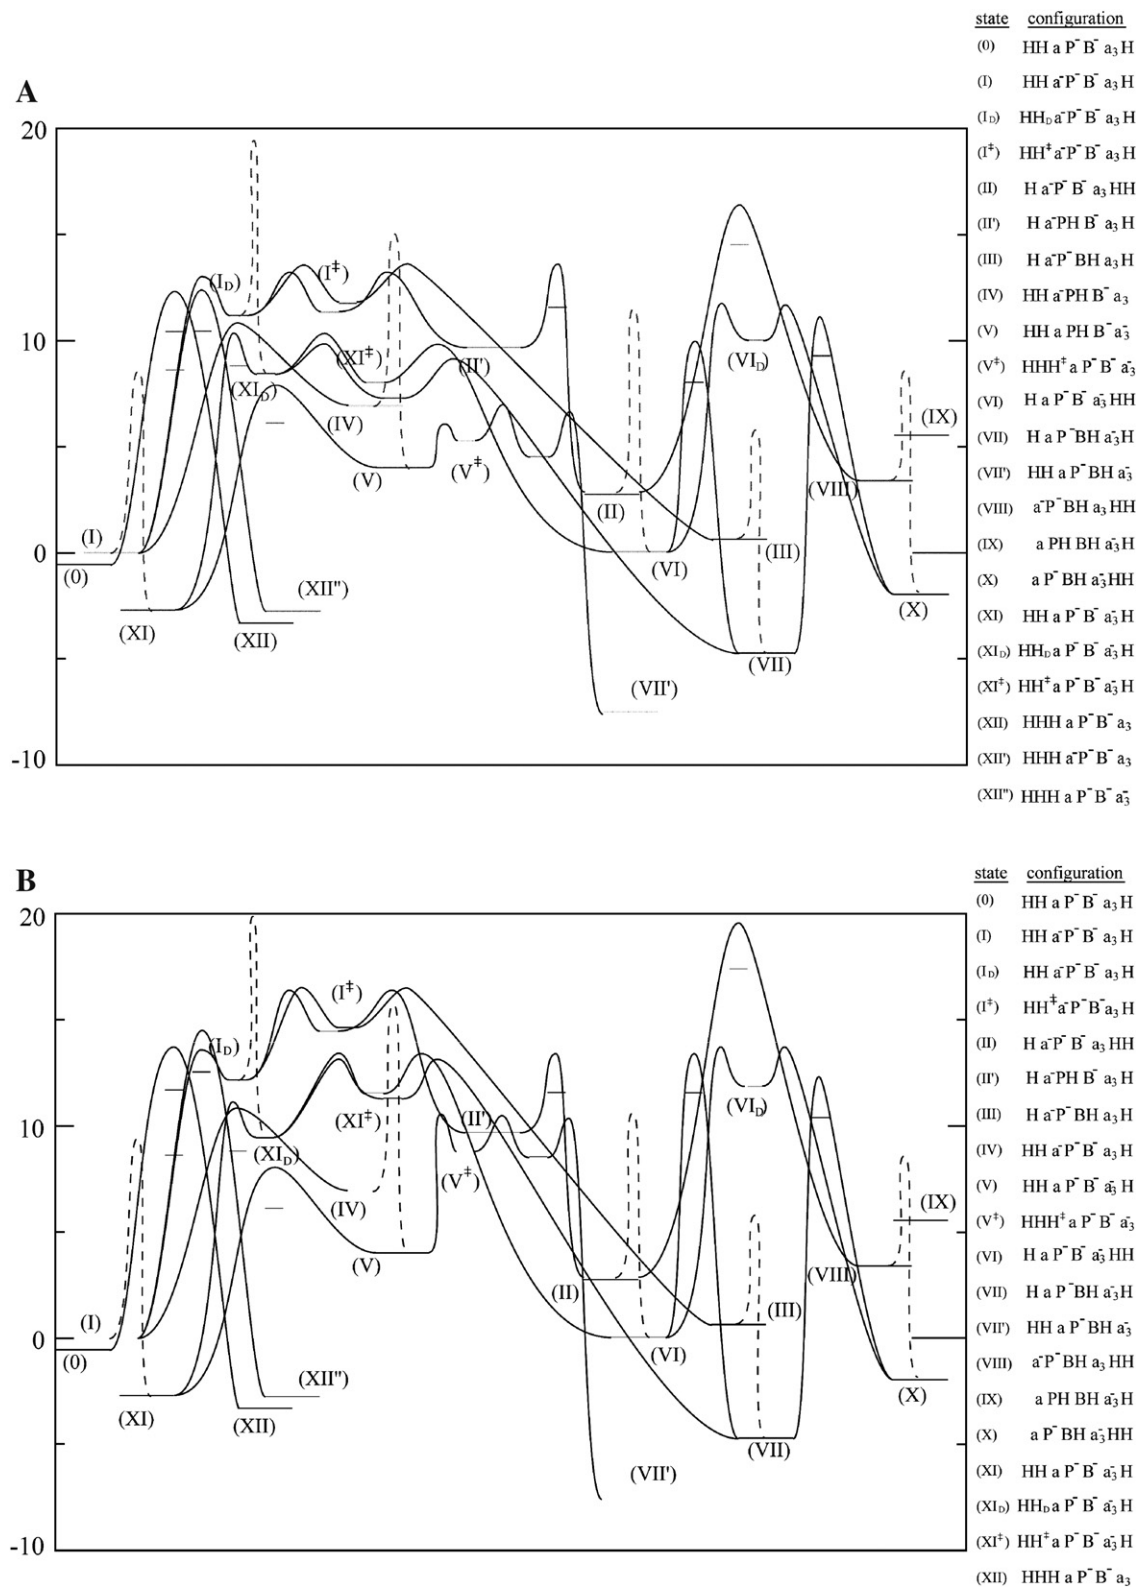 A
20
10
0
-10
(I)
(0)
(XI)
(XII)
(XII")
(I_D)
(I‡)
(XI_D)
(XI‡)
(II')
(IV)
(V)
(V‡)
(II)
(VI)
(III)
(VI_D)
(VII')
(VII)
(VIII)
(IX)
(X)
state configuration
(0) HH a P⁻ B⁻ a₃ H
(I) HH a⁻P⁻ B⁻ a₃ H
(I_D) HH_D a⁻P⁻ B⁻ a₃ H
(I‡) HH‡ a⁻P⁻ B⁻ a₃ H
(II) H a⁻P⁻ B⁻ a₃ HH
(II') H a⁻PH B⁻ a₃ H
(III) H a⁻P⁻ BH a₃ H
(IV) HH a⁻PH B⁻ a₃
(V) HH a PH B⁻ a₃⁻
(V‡) HHH‡ a P⁻ B⁻ a₃⁻
(VI) H a P⁻ B⁻ a₃⁻ HH
(VII) H a P⁻ BH a₃⁻ H
(VII') HH a P⁻ BH a₃⁻
(VIII) a⁻P⁻ BH a₃ HH
(IX) a PH BH a₃⁻ H
(X) a P⁻ BH a₃⁻ HH
(XI) HH a P⁻ B⁻ a₃⁻ H
(XI_D) HH_D a P⁻ B⁻ a₃⁻ H
(XI‡) HH‡ a P⁻ B⁻ a₃⁻ H
(XII) HHH a P⁻ B⁻ a₃
(XII') HHH a⁻P⁻ B⁻ a₃
(XII") HHH a P⁻ B⁻ a₃⁻
B
20
10
0
-10
(I)
(0)
(XI)
(XII)
(XII")
(I_D)
(I‡)
(XI_D)
(XI‡)
(II')
(IV)
(V)
(V‡)
(II)
(VI)
(III)
(VI_D)
(VII')
(VII)
(VIII)
(IX)
(X)
state configuration
(0) HH a P⁻ B⁻ a₃ H
(I) HH a⁻P⁻ B⁻ a₃ H
(I_D) HH a⁻P⁻ B⁻ a₃ H
(I‡) HH‡ a⁻P⁻ B⁻ a₃ H
(II) H a⁻P⁻ B⁻ a₃ HH
(II') H a⁻PH B⁻ a₃ H
(III) H a⁻P⁻ BH a₃ H
(IV) HH a⁻P⁻ B⁻ a₃ H
(V) HH a P⁻ B⁻ a₃⁻ H
(V‡) HHH‡ a P⁻ B⁻ a₃⁻
(VI) H a P⁻ B⁻ a₃⁻ HH
(VII) H a P⁻ BH a₃⁻ H
(VII') HH a P⁻ BH a₃⁻
(VIII) a⁻P⁻ BH a₃ HH
(IX) a PH BH a₃⁻ H
(X) a P⁻ BH a₃⁻ HH
(XI) HH a P⁻ B⁻ a₃⁻ H
(XI_D) HH_D a P⁻ B⁻ a₃⁻ H
(XI‡) HH‡ a P⁻ B⁻ a₃⁻ H
(XII) HHH a P⁻ B⁻ a₃